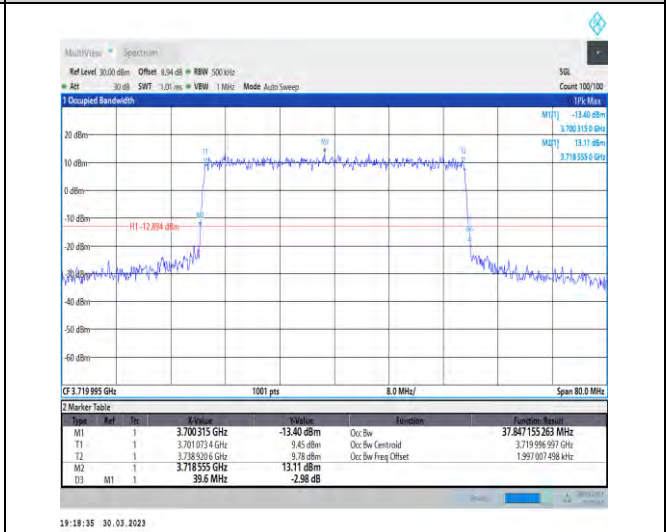 MultiView Spectrum
Ref Level 30.00 dBm Offset 8.94 dB RBW 500 kHz SGL
Att 30 dB SWT 1.01 ms VBW 1 MHz Mode Auto Sweep Count 100/100
1 Occupied Bandwidth 1Pk Max
M1[1] -13.40 dBm
3.700 315 0 GHz
M2[1] 13.11 dBm
3.718 555 0 GHz
20 dBm
T1 M2 T2
10 dBm
0 dBm
-10 dBm
M1
H1 -12.894 dBm
-20 dBm
-30 dBm
-40 dBm
-50 dBm
-60 dBm
CF 3.719 995 GHz 1001 pts 8.0 MHz/ Span 80.0 MHz
2 Marker Table
Type Ref Trc X-Value Y-Value Function Function Result
M1 1 3.700 315 GHz -13.40 dBm Occ Bw 37.847 155 263 MHz
T1 1 3.701 073 4 GHz 9.45 dBm Occ Bw Centroid 3.719 996 997 GHz
T2 1 3.738 920 6 GHz 9.78 dBm Occ Bw Freq Offset 1.997 007 498 kHz
M2 1 3.718 555 GHz 13.11 dBm
D3 M1 1 39.6 MHz -2.98 dB
19:18:35 30.03.2023